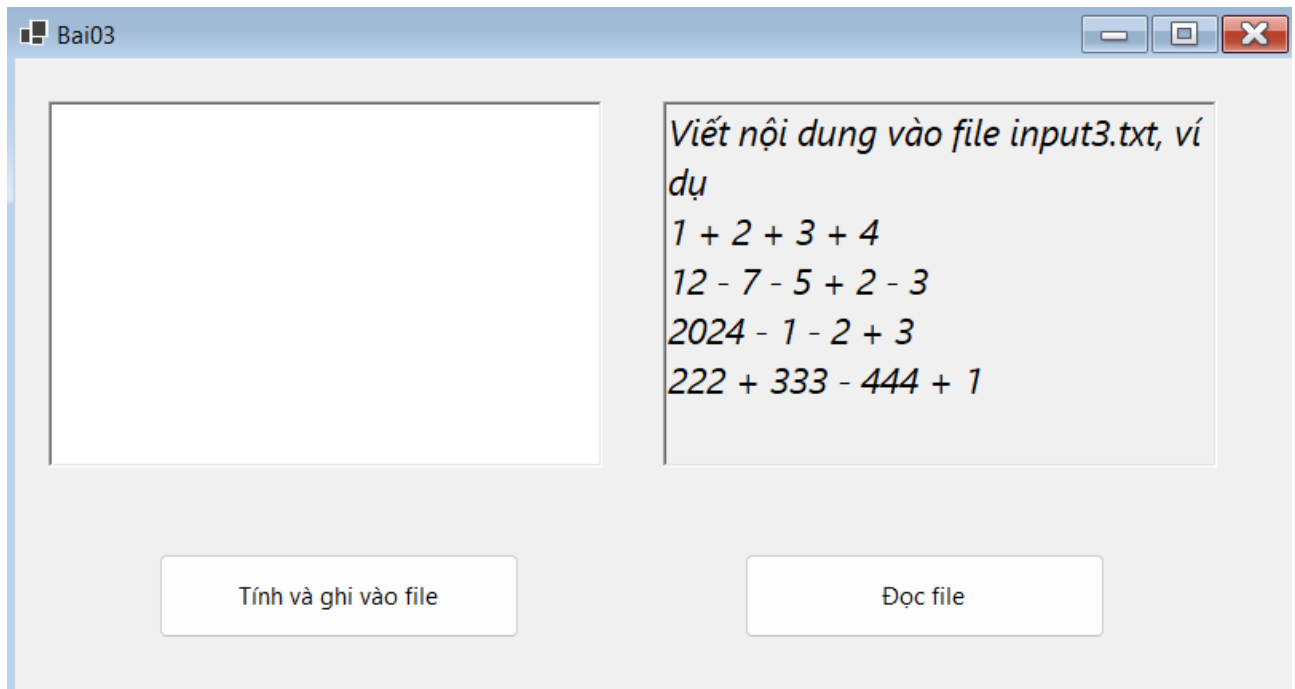 Bai03
Viết nội dung vào file input3.txt, ví
dụ
1 + 2 + 3 + 4
12 - 7 - 5 + 2 - 3
2024 - 1 - 2 + 3
222 + 333 - 444 + 1
Tính và ghi vào file
Đọc file